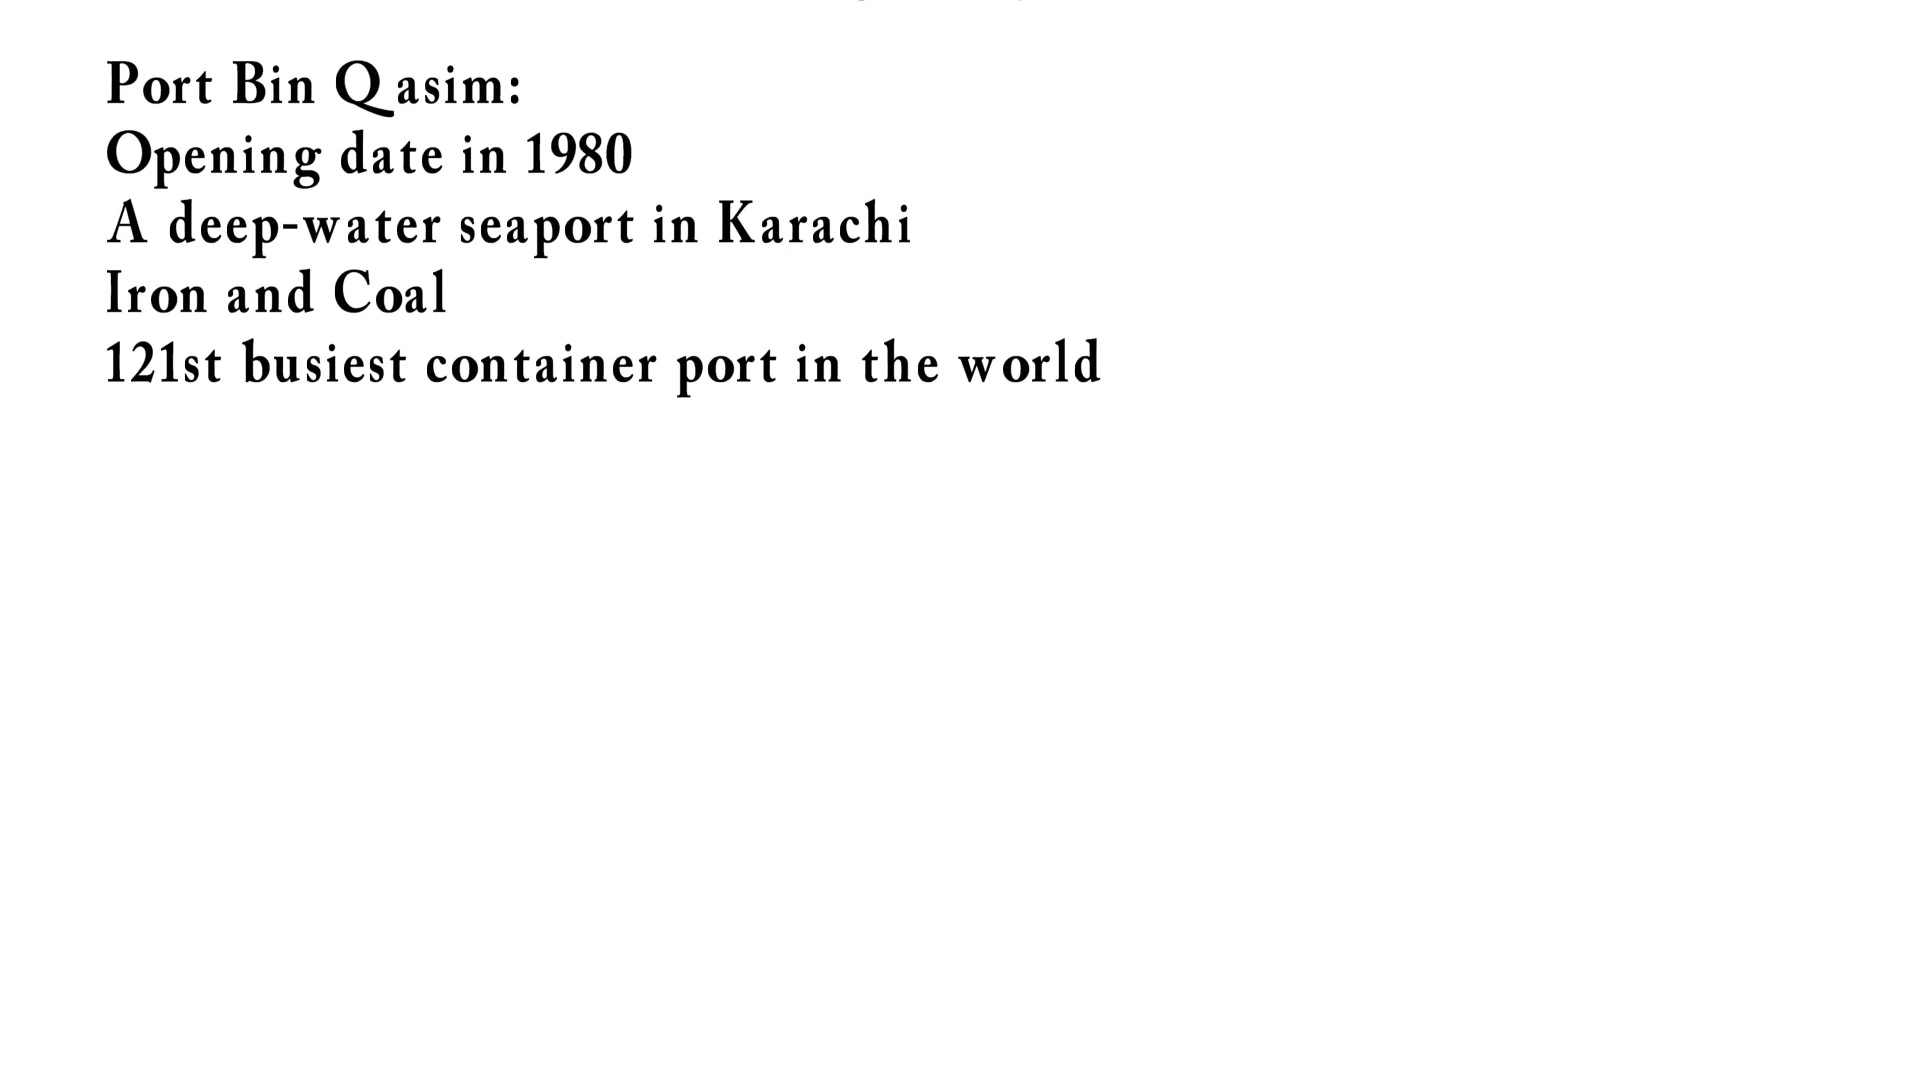 Port Bin Qasim:
Opening date in 1980
A deep-water seaport in Karachi
Iron and Coal
121st busiest container port in the world